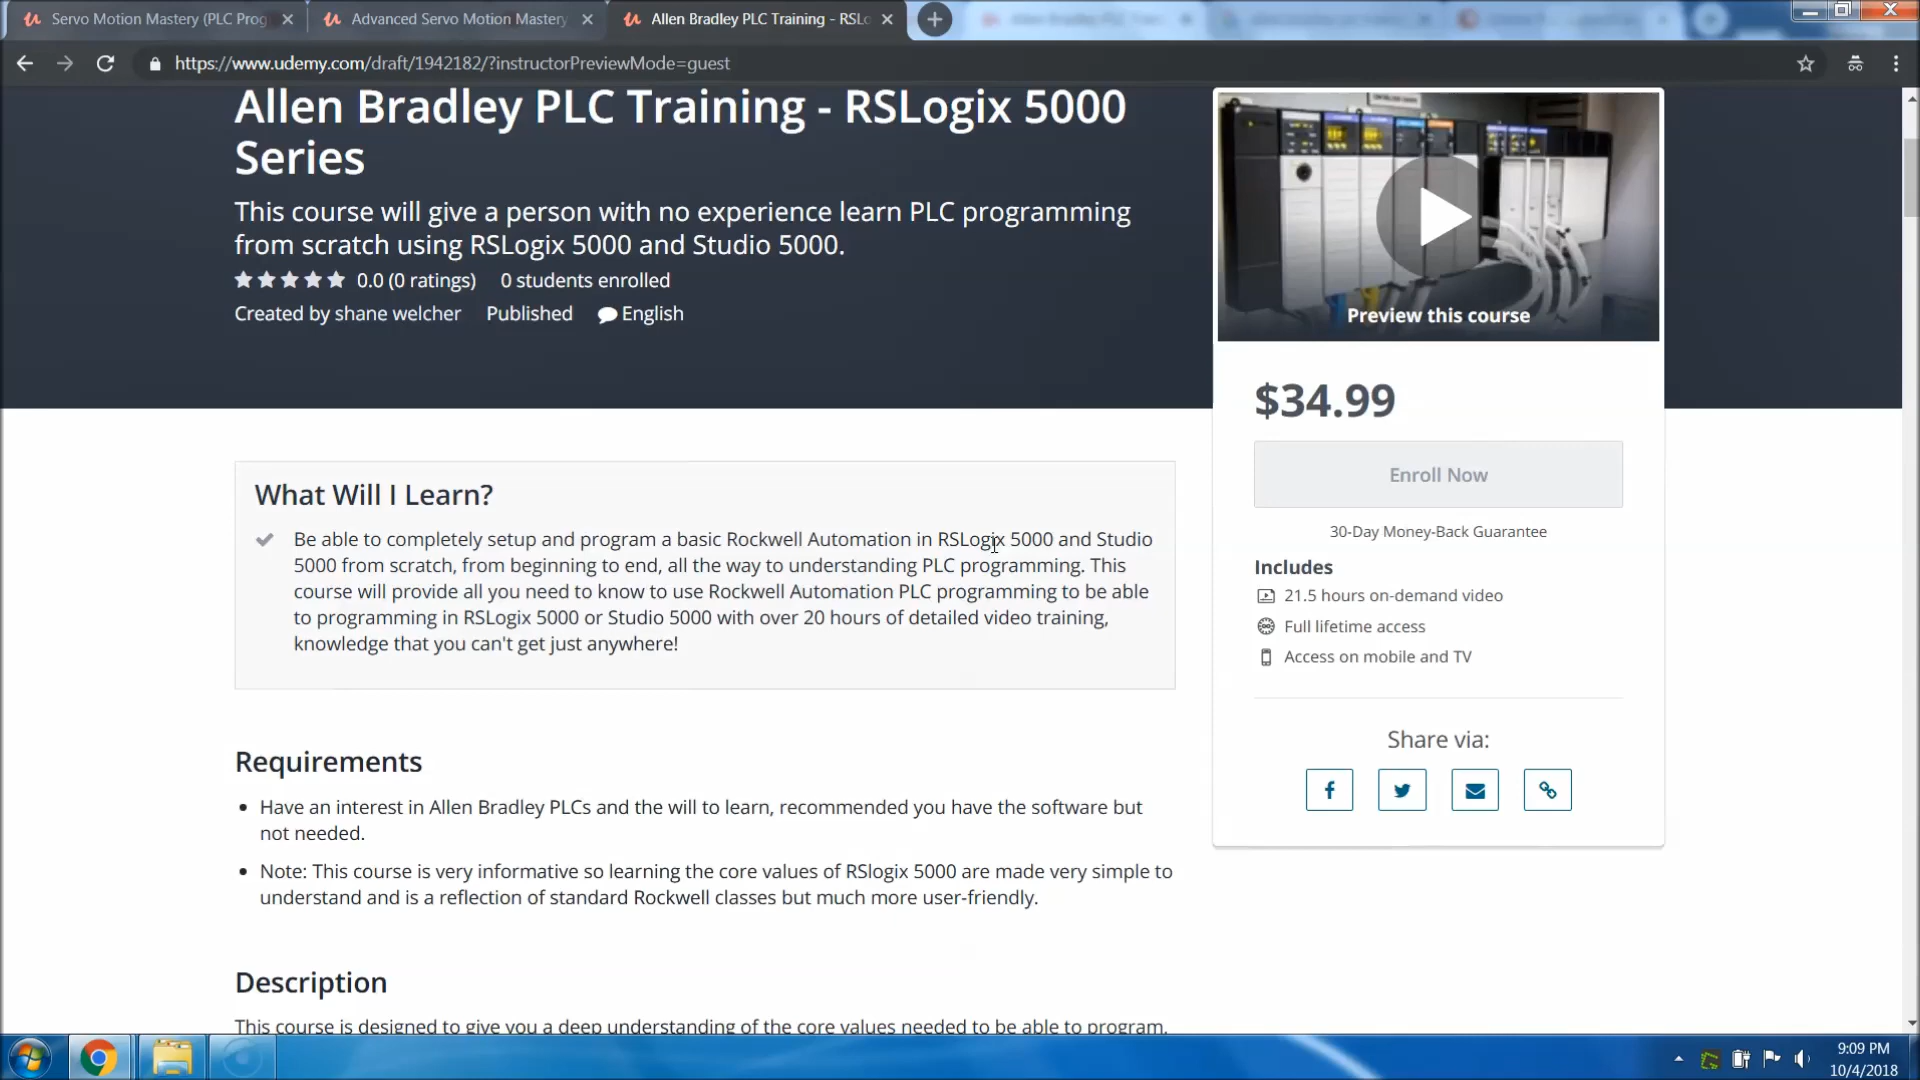 Servo Motion Mastery (PLC Prog
Advanced Servo Motion Mastery
Allen Bradley PLC Training - RSLo
https://www.udemy.com/draft/1942182/?instructorPreviewMode=guest
Allen Bradley PLC Training - RSLogix 5000
Series
This course will give a person with no experience learn PLC programming
from scratch using RSLogix 5000 and Studio 5000.
0.0 (0 ratings) 0 students enrolled
Created by shane welcher Published English
Preview this course
$34.99
Enroll Now
30-Day Money-Back Guarantee
Includes
21.5 hours on-demand video
Full lifetime access
Access on mobile and TV
Share via:
What Will I Learn?
Be able to completely setup and program a basic Rockwell Automation in RSLogix 5000 and Studio
5000 from scratch, from beginning to end, all the way to understanding PLC programming. This
course will provide all you need to know to use Rockwell Automation PLC programming to be able
to programming in RSLogix 5000 or Studio 5000 with over 20 hours of detailed video training,
knowledge that you can't get just anywhere!
Requirements
Have an interest in Allen Bradley PLCs and the will to learn, recommended you have the software but
not needed.
Note: This course is very informative so learning the core values of RSlogix 5000 are made very simple to
understand and is a reflection of standard Rockwell classes but much more user-friendly.
Description
This course is designed to give you a deep understanding of the core values needed to be able to program,
9:09 PM
10/4/2018